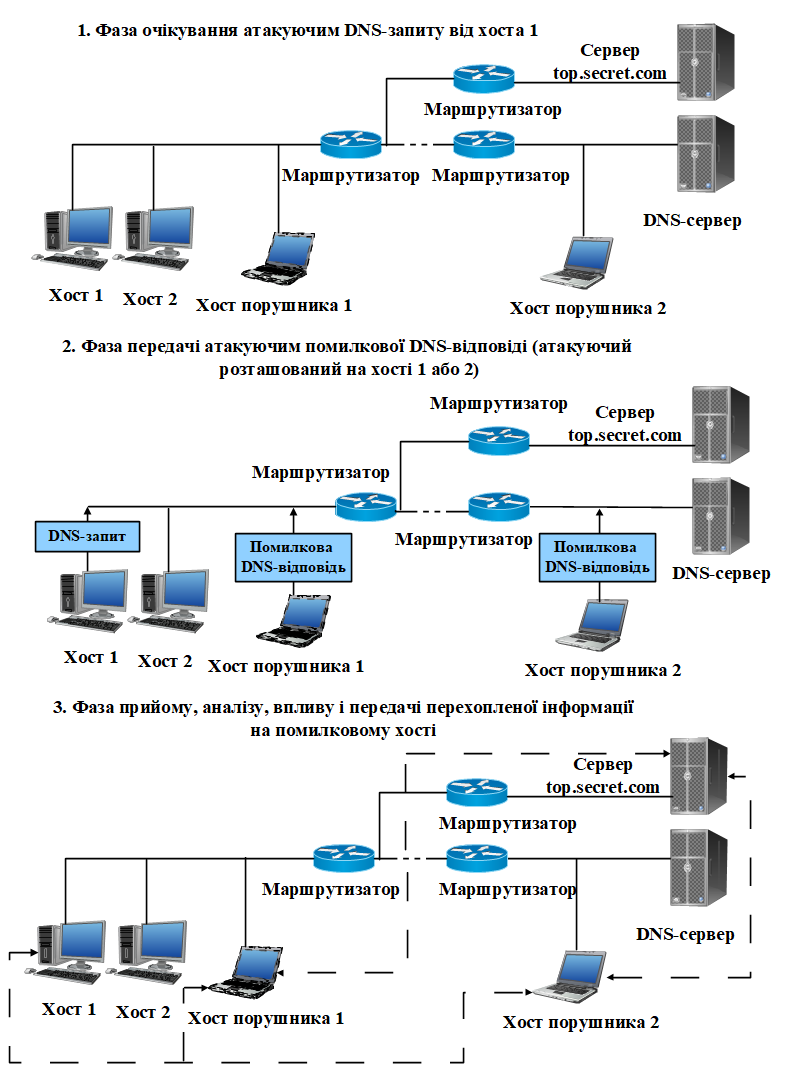 1. Фаза очікування атакуючим DNS-запиту від хоста 1
Сервер
top.secret.com
Маршрутизатор
Маршрутизатор
Маршрутизатор
DNS-сервер
Хост 1
Хост 2
Хост порушника 1
Хост порушника 2
2. Фаза передачі атакуючим помилкової DNS-відповіді (атакуючий
розташований на хості 1 або 2)
Маршрутизатор
Сервер
top.secret.com
Маршрутизатор
DNS-запит
Помилкова
DNS-відповідь
Маршрутизатор
Помилкова
DNS-відповідь
DNS-сервер
Хост 1
Хост 2
Хост порушника 1
Хост порушника 2
3. Фаза прийому, аналізу, впливу і передачі перехопленої інформації
на помилковому хості
Сервер
top.secret.com
Маршрутизатор
Маршрутизатор
Маршрутизатор
DNS-сервер
Хост 1
Хост 2
Хост порушника 1
Хост порушника 2